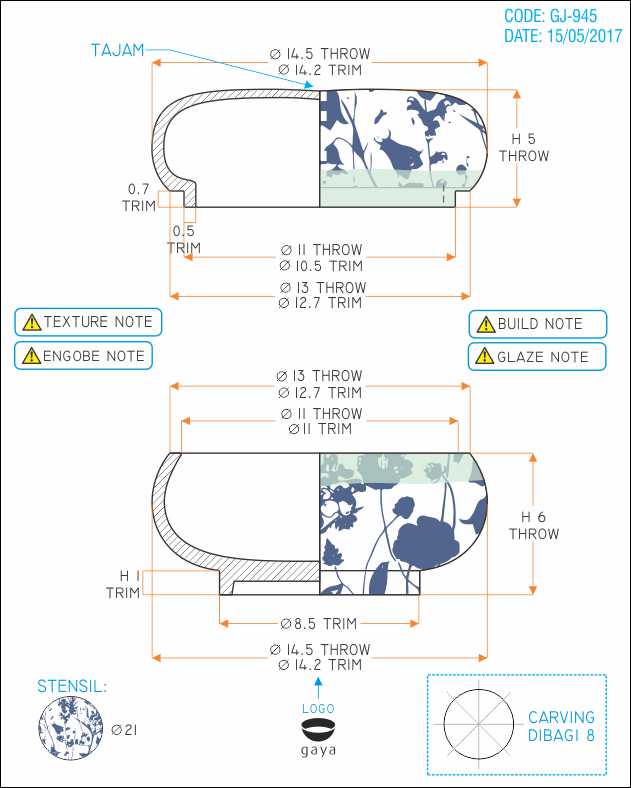 CODE: GJ-945
DATE: 15/05/2017
TAJAM
Ø 14.5 THROW
Ø 14.2 TRIM
H 5
THROW
0.7
TRIM
0.5
TRIM
Ø 11 THROW
Ø 10.5 TRIM
Ø 13 THROW
Ø 12.7 TRIM
TEXTURE NOTE
BUILD NOTE
ENGOBE NOTE
GLAZE NOTE
Ø 13 THROW
Ø 12.7 TRIM
Ø 11 THROW
Ø 11 TRIM
H 6
THROW
H 1
TRIM
Ø 8.5 TRIM
Ø 14.5 THROW
Ø 14.2 TRIM
STENSIL:
Ø 21
LOGO
gaya
CARVING
DIBAGI 8